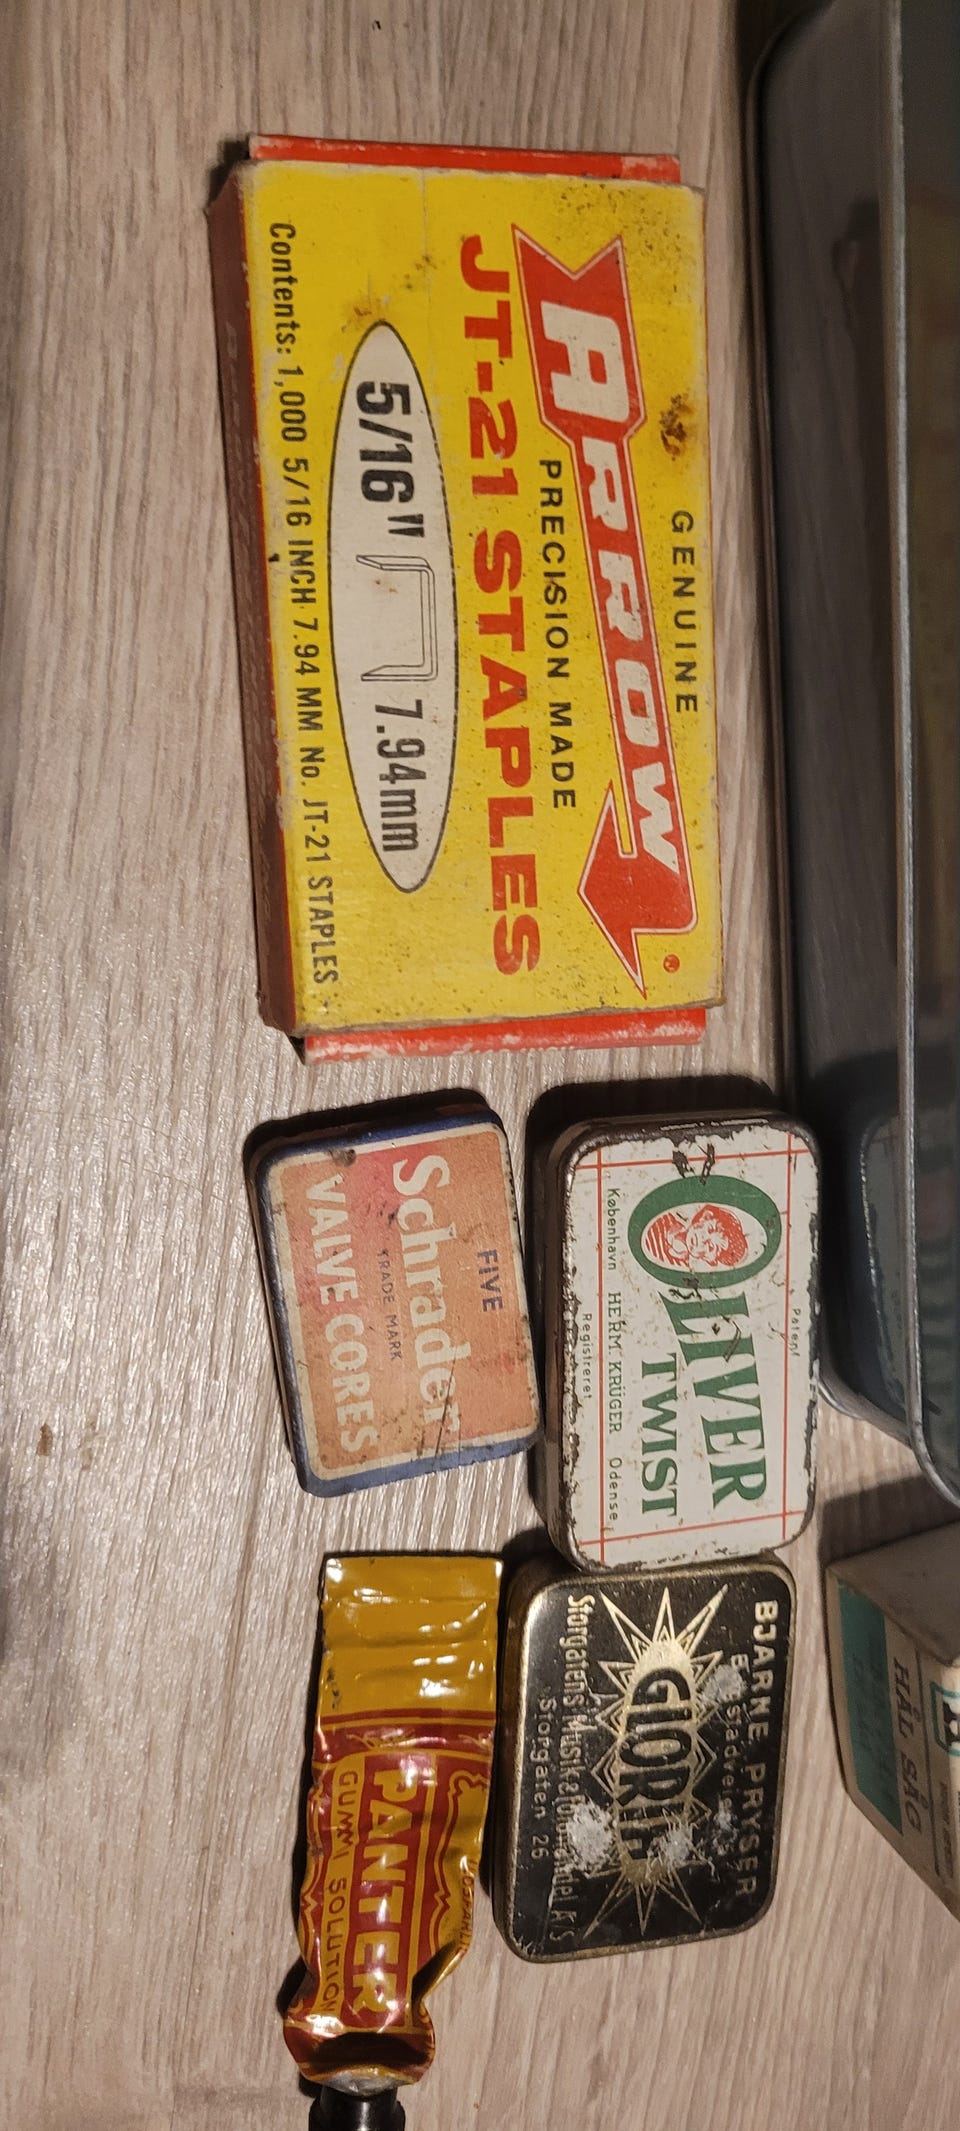 GENUINE
ARROW
®
PRECISION MADE
JT-21 STAPLES
5/16" 7.94mm
Contents: 1,000 5/16 INCH 7.94 MM No. JT-21 STAPLES
Patent
OLIVER
TWIST
København HERM. KRÜGER Odense
Registreret
FIVE
Schrader
TRADE MARK
VALVE CORES
BJARNE PRYSER
GLORIA
Storgatens Musikkforhandel A/S
Storgaten 26
PANTER
GUMMI SOLUTION
HÅL SÅG